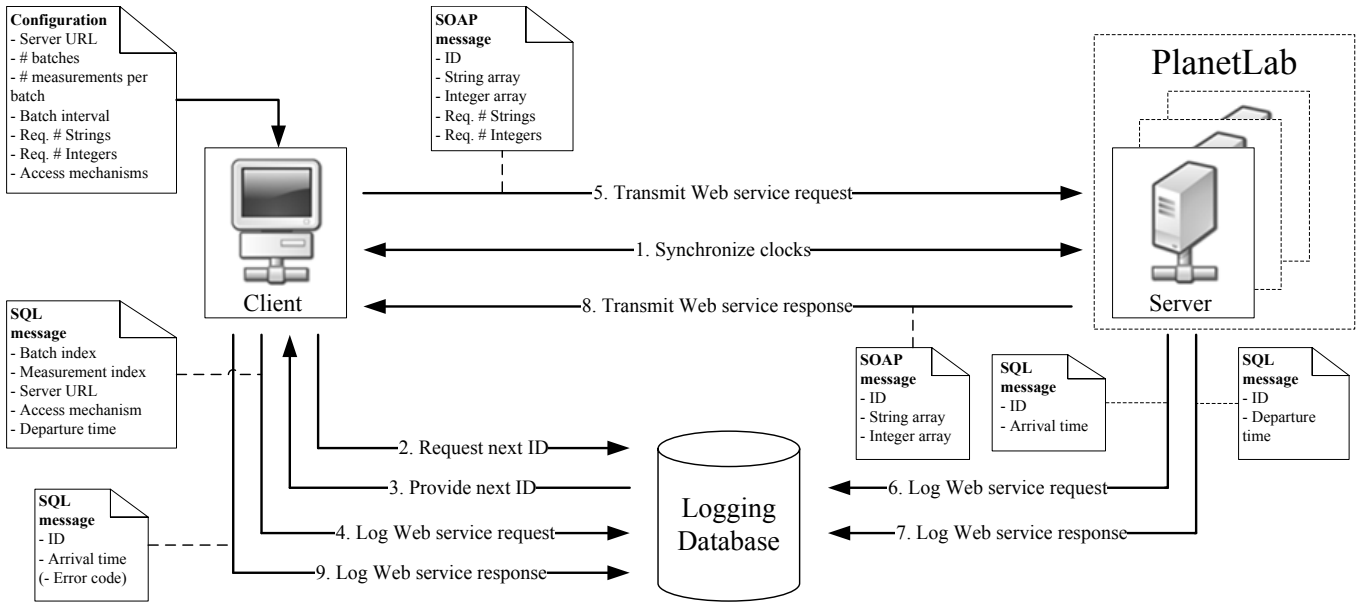 Configuration
- Server URL
- # batches
- # measurements per
batch
- Batch interval
- Req. # Strings
- Req. # Integers
- Access mechanisms
SOAP
message
- ID
- String array
- Integer array
- Req. # Strings
- Req. # Integers
PlanetLab
Client
Server
5. Transmit Web service request
1. Synchronize clocks
8. Transmit Web service response
SQL
message
- Batch index
- Measurement index
- Server URL
- Access mechanism
- Departure time
SOAP
message
- ID
- String array
- Integer array
SQL
message
- ID
- Arrival time
SQL
message
- ID
- Departure
time
2. Request next ID
3. Provide next ID
4. Log Web service request
9. Log Web service response
Logging
Database
6. Log Web service request
7. Log Web service response
SQL
message
- ID
- Arrival time
(- Error code)